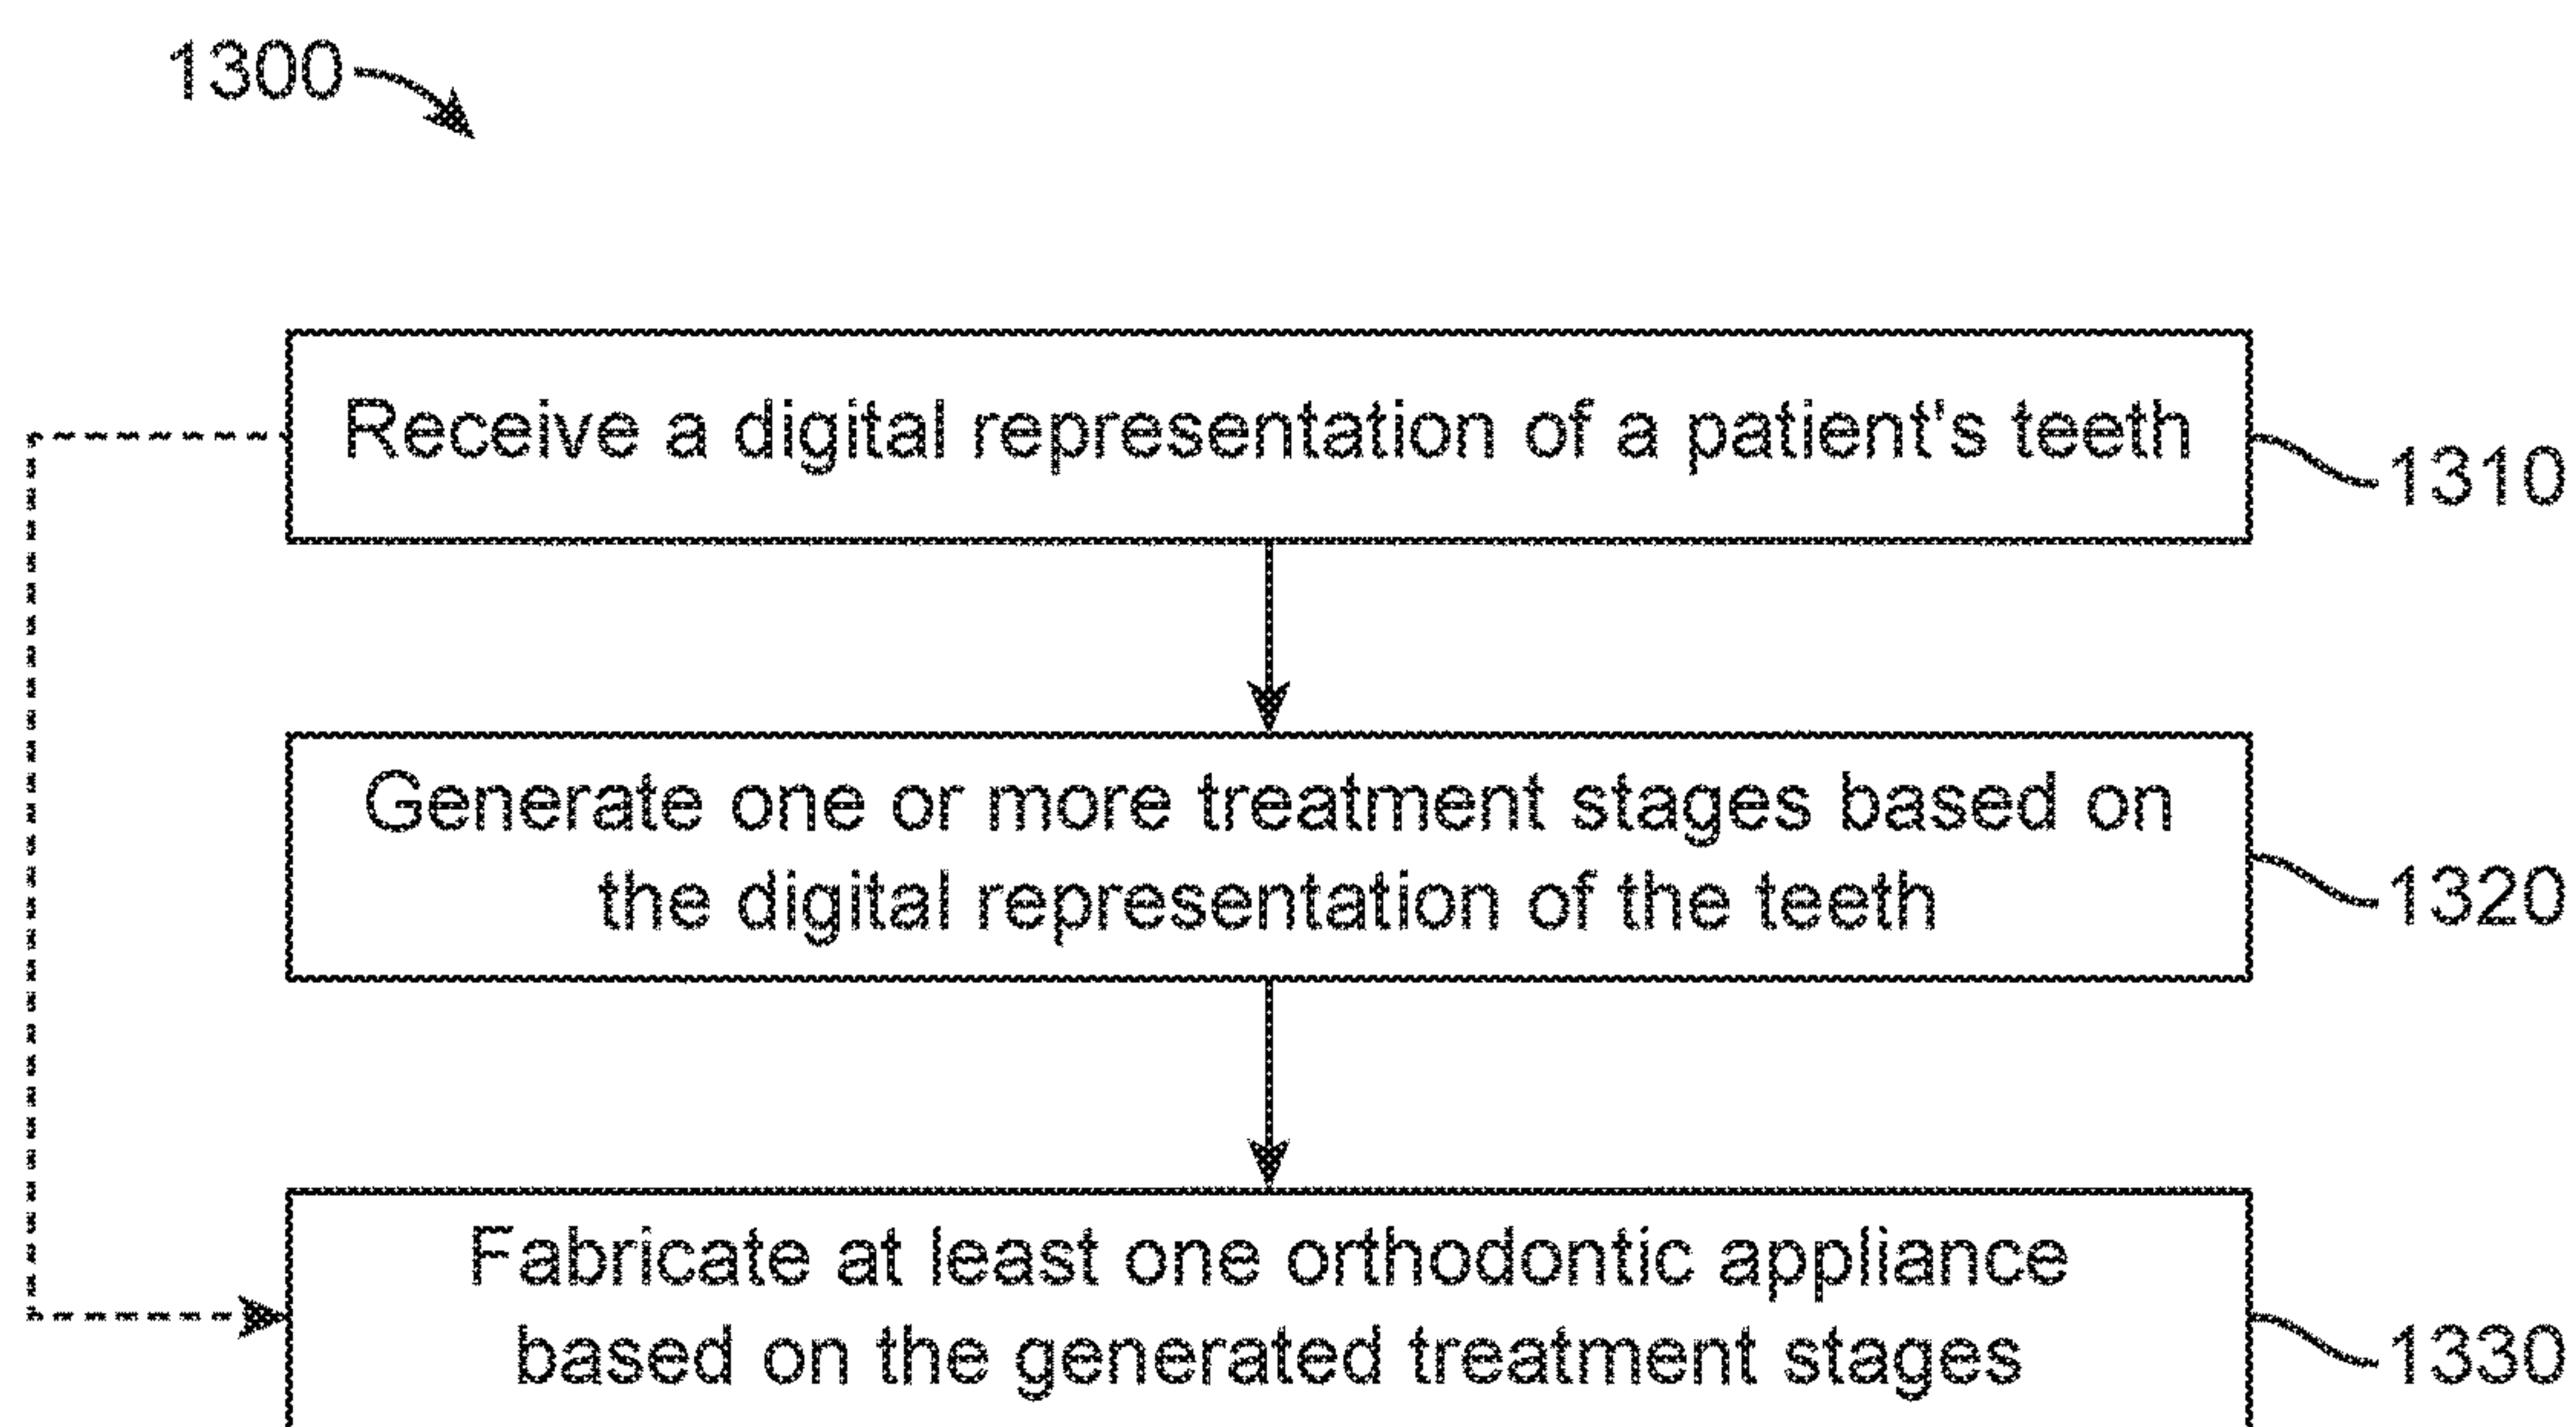 1300
Receive a digital representation of a patient's teeth
1310
Generate one or more treatment stages based on
the digital representation of the teeth
1320
Fabricate at least one orthodontic appliance
based on the generated treatment stages
1330